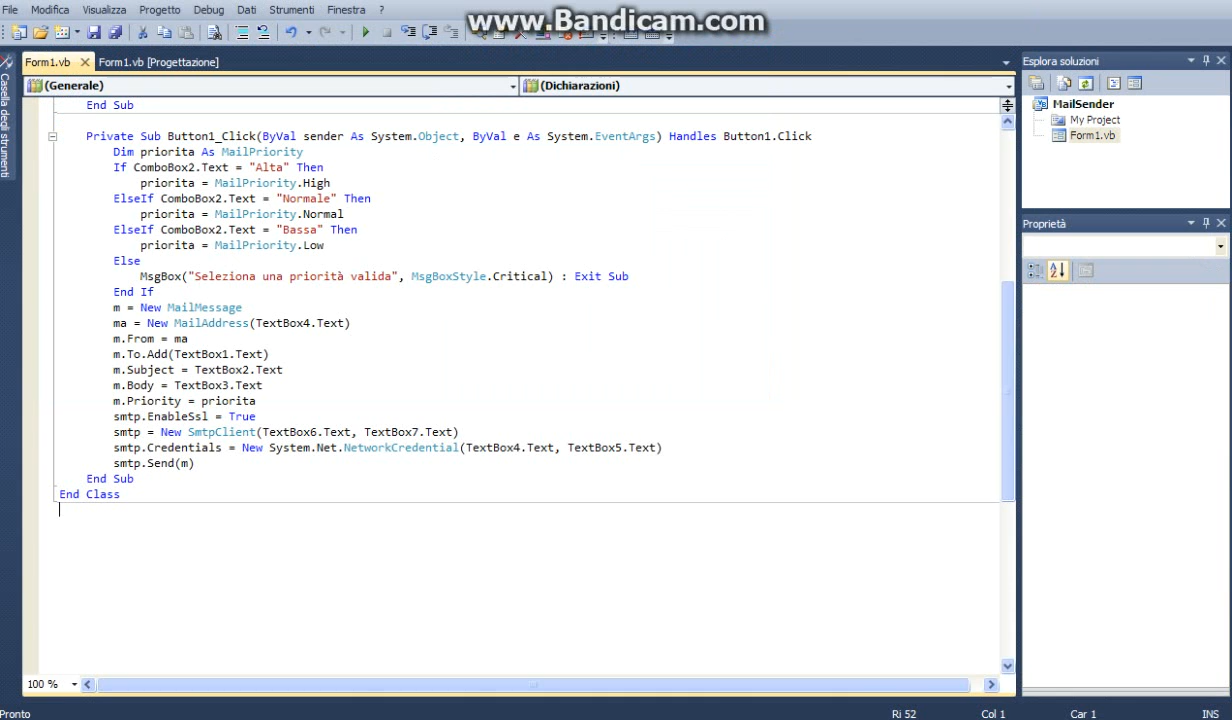 www.Bandicam.com
File Modifica Visualizza Progetto Debug Dati Strumenti Finestra ?
Form1.vb Form1.vb [Progettazione]
(Generale) (Dichiarazioni)
Casella degli strumenti
End Sub
Private Sub Button1_Click(ByVal sender As System.Object, ByVal e As System.EventArgs) Handles Button1.Click
Dim priorita As MailPriority
If ComboBox2.Text = "Alta" Then
priorita = MailPriority.High
ElseIf ComboBox2.Text = "Normale" Then
priorita = MailPriority.Normal
ElseIf ComboBox2.Text = "Bassa" Then
priorita = MailPriority.Low
Else
MsgBox("Seleziona una priorità valida", MsgBoxStyle.Critical) : Exit Sub
End If
m = New MailMessage
ma = New MailAddress(TextBox4.Text)
m.From = ma
m.To.Add(TextBox1.Text)
m.Subject = TextBox2.Text
m.Body = TextBox3.Text
m.Priority = priorita
smtp.EnableSsl = True
smtp = New SmtpClient(TextBox6.Text, TextBox7.Text)
smtp.Credentials = New System.Net.NetworkCredential(TextBox4.Text, TextBox5.Text)
smtp.Send(m)
End Sub
End Class
100 %
Esplora soluzioni
MailSender
My Project
Form1.vb
Proprietà
Pronto Ri 52 Col 1 Car 1 INS